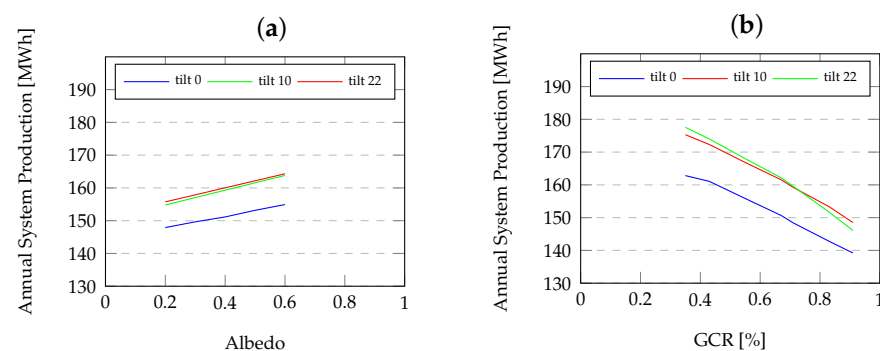 (a)
Annual System Production [MWh]
tilt 0 tilt 10 tilt 22
190
180
170
160
150
140
130
0 0.2 0.4 0.6 0.8 1
Albedo
(b)
Annual System Production [MWh]
tilt 0 tilt 10 tilt 22
190
180
170
160
150
140
130
0 0.2 0.4 0.6 0.8 1
GCR [%]